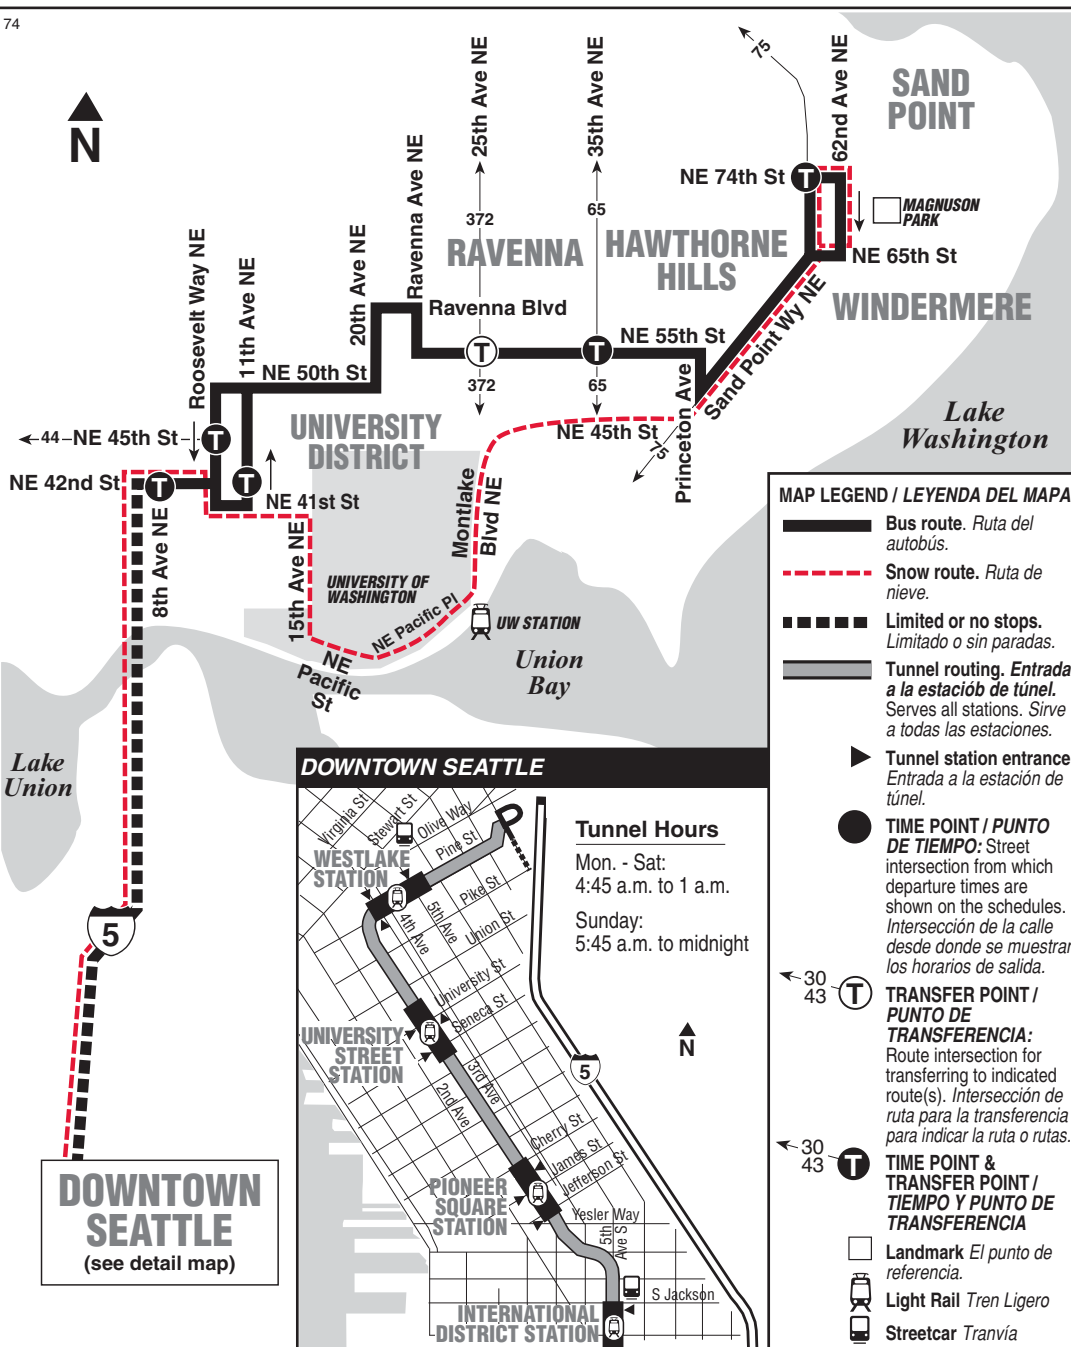 74
N
Roosevelt Way NE
11th Ave NE
20th Ave NE
Ravenna Ave NE
25th Ave NE
35th Ave NE
75
62nd Ave NE
SAND
POINT
NE 74th St
T
MAGNUSON
PARK
372
65
RAVENNA
HAWTHORNE
HILLS
NE 65th St
WINDERMERE
Ravenna Blvd
NE 55th St
T
T
372
65
Sand Point Wy NE
Princeton Ave
NE 50th St
UNIVERSITY
DISTRICT
44
NE 45th St
T
NE 45th St
75
Lake
Washington
NE 42nd St
T
T
NE 41st St
8th Ave NE
15th Ave NE
Montlake
Blvd NE
UNIVERSITY OF
WASHINGTON
NE Pacific Pl
UW STATION
NE
Pacific
St
Union
Bay
Lake
Union
5
DOWNTOWN
SEATTLE
(see detail map)
DOWNTOWN SEATTLE
Virginia St
Stewart St
Olive Way
Pine St
WESTLAKE
STATION
Pike St
4th Ave
5th Ave
Union St
University St
Seneca St
UNIVERSITY
STREET
STATION
3rd Ave
2nd Ave
Cherry St
James St
Jefferson St
PIONEER
SQUARE
STATION
Yesler Way
5th
Ave S
S Jackson
INTERNATIONAL
DISTRICT STATION
Tunnel Hours
Mon. - Sat:
4:45 a.m. to 1 a.m.
Sunday:
5:45 a.m. to midnight
N
5
MAP LEGEND / LEYENDA DEL MAPA
Bus route. Ruta del
autobús.
Snow route. Ruta de
nieve.
Limited or no stops.
Limitado o sin paradas.
Tunnel routing. Entrada
a la estaciób de túnel.
Serves all stations. Sirve
a todas las estaciones.
Tunnel station entrance
Entrada a la estación de
túnel.
TIME POINT / PUNTO
DE TIEMPO: Street
intersection from which
departure times are
shown on the schedules.
Intersección de la calle
desde donde se muestran
los horarios de salida.
30
43
T
TRANSFER POINT /
PUNTO DE
TRANSFERENCIA:
Route intersection for
transferring to indicated
route(s). Intersección de
ruta para la transferencia
para indicar la ruta o rutas.
30
43
T
TIME POINT &
TRANSFER POINT /
TIEMPO Y PUNTO DE
TRANSFERENCIA
Landmark El punto de
referencia.
Light Rail Tren Ligero
Streetcar Tranvía